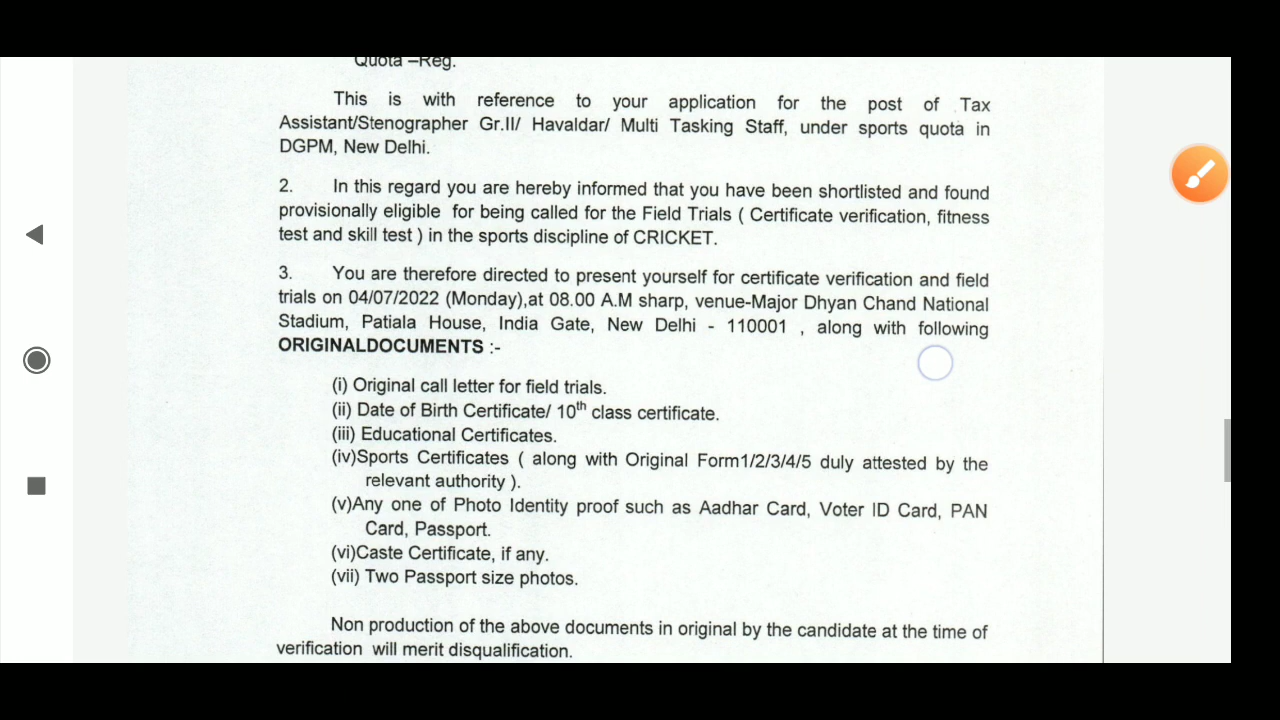 Quota –Reg.
This is with reference to your application for the post of Tax
Assistant/Stenographer Gr.II/ Havaldar/ Multi Tasking Staff, under sports quota in
DGPM, New Delhi.
2. In this regard you are hereby informed that you have been shortlisted and found
provisionally eligible for being called for the Field Trials ( Certificate verification, fitness
test and skill test ) in the sports discipline of CRICKET.
3. You are therefore directed to present yourself for certificate verification and field
trials on 04/07/2022 (Monday),at 08.00 A.M sharp, venue-Major Dhyan Chand National
Stadium, Patiala House, India Gate, New Delhi - 110001 , along with following
ORIGINALDOCUMENTS :-
(i) Original call letter for field trials.
(ii) Date of Birth Certificate/ 10th class certificate.
(iii) Educational Certificates.
(iv)Sports Certificates ( along with Original Form1/2/3/4/5 duly attested by the
relevant authority ).
(v)Any one of Photo Identity proof such as Aadhar Card, Voter ID Card, PAN
Card, Passport.
(vi)Caste Certificate, if any.
(vii) Two Passport size photos.
Non production of the above documents in original by the candidate at the time of
verification will merit disqualification.